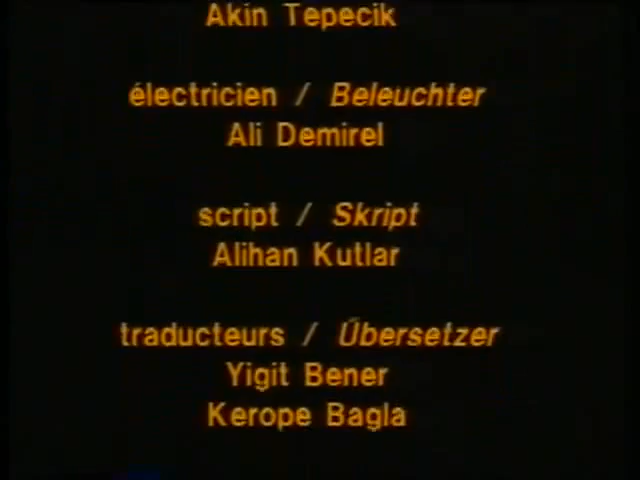 Akin Tepecik
électricien / Beleuchter
Ali Demirel
script / Skript
Alihan Kutlar
traducteurs / Übersetzer
Yigit Bener
Kerope Bagla